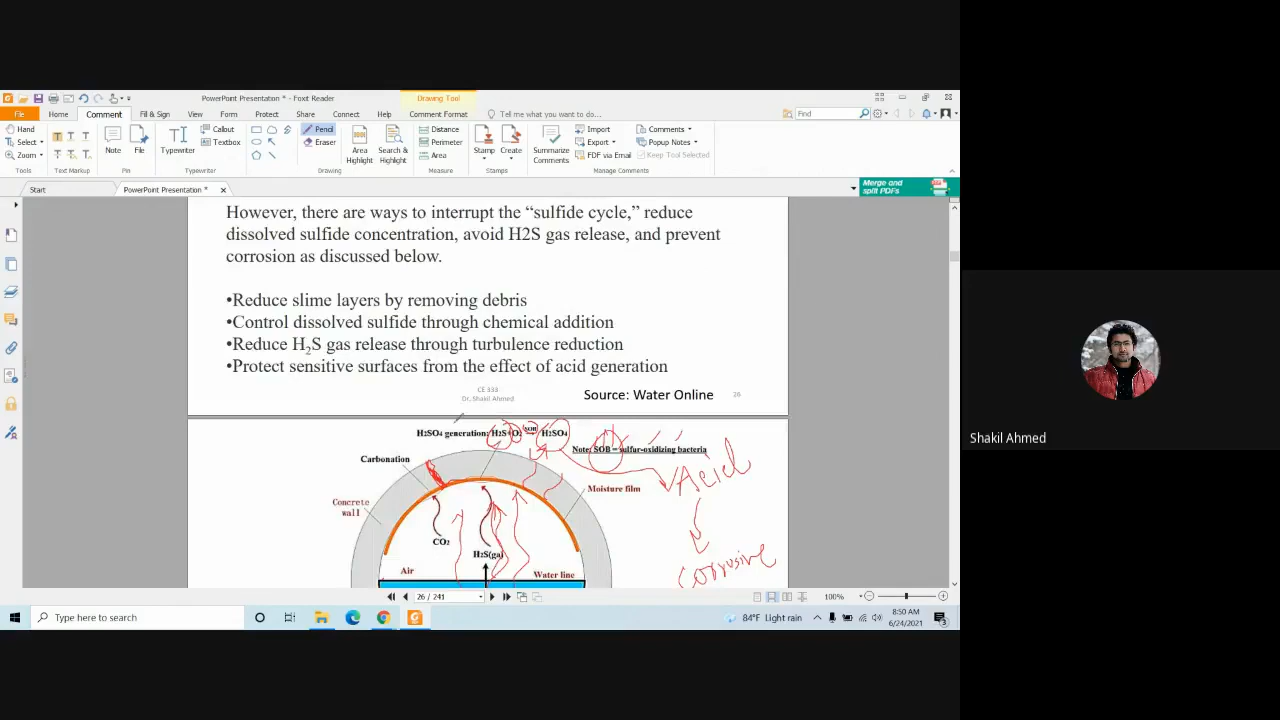 PowerPoint Presentation * - Foxit Reader
Drawing Tool
File
Home
Comment
Fill & Sign
View
Form
Protect
Share
Connect
Help
Comment Format
Tell me what you want to do...
Find
Hand
Select
Zoom
Tools
Text Markup
Note
File
Typewriter
Callout
Textbox
Typewriter
Pencil
Eraser
Area Highlight
Search & Highlight
Drawing
Distance
Perimeter
Area
Measure
Stamp
Create
Stamps
Summarize Comments
Import
Export
FDF via Email
Comments
Popup Notes
Keep Tool Selected
Manage Comments
Start
PowerPoint Presentation *
Merge and split PDFs
However, there are ways to interrupt the “sulfide cycle,” reduce
dissolved sulfide concentration, avoid H2S gas release, and prevent
corrosion as discussed below.
•Reduce slime layers by removing debris
•Control dissolved sulfide through chemical addition
•Reduce H2S gas release through turbulence reduction
•Protect sensitive surfaces from the effect of acid generation
CE 333
Dr. Shakil Ahmed
Source: Water Online
26
H2SO4 generation: H2S+O2 SOB H2SO4
Note: SOB = sulfur-oxidizing bacteria
Carbonation
Acid
Concrete wall
Moisture film
CO2
H2S(gas)
Corrosive
Air
Water line
26 / 241
100%
Type here to search
84°F Light rain
8:50 AM
6/24/2021
3
Shakil Ahmed